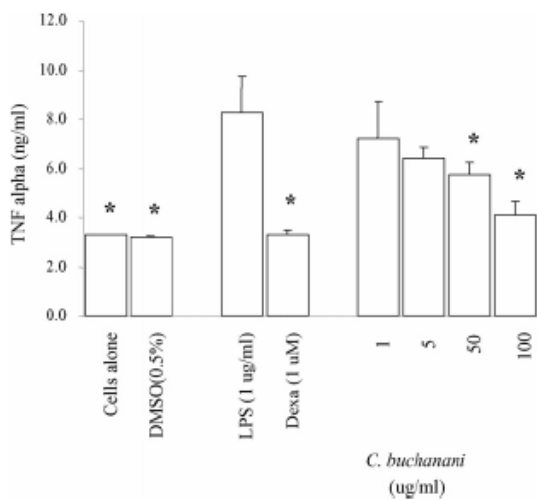 TNF alpha (ng/ml)
12.0
10.0
8.0
6.0
4.0
2.0
0.0
*
*
*
*
*
Cells alone
DMSO(0.5%)
LPS (1 ug/ml)
Dexa (1 uM)
1
5
50
100
C. buchanani
(ug/ml)